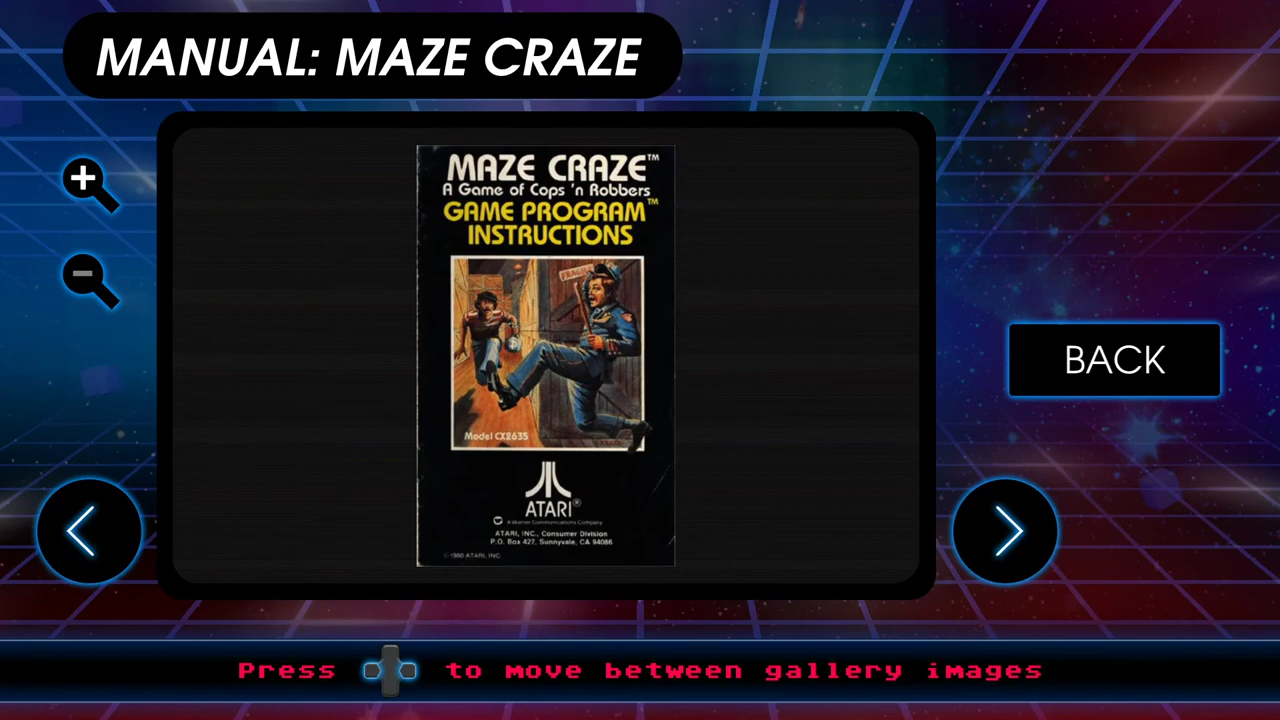 MANUAL: MAZE CRAZE
MAZE CRAZE™
A Game of Cops 'n Robbers
GAME PROGRAM™
INSTRUCTIONS
FRAGILE
Model CX2635
ATARI®
A Warner Communications Company
ATARI, INC., Consumer Division
P.O. Box 427, Sunnyvale, CA 94086
© 1980 ATARI, INC.
BACK
Press to move between gallery images